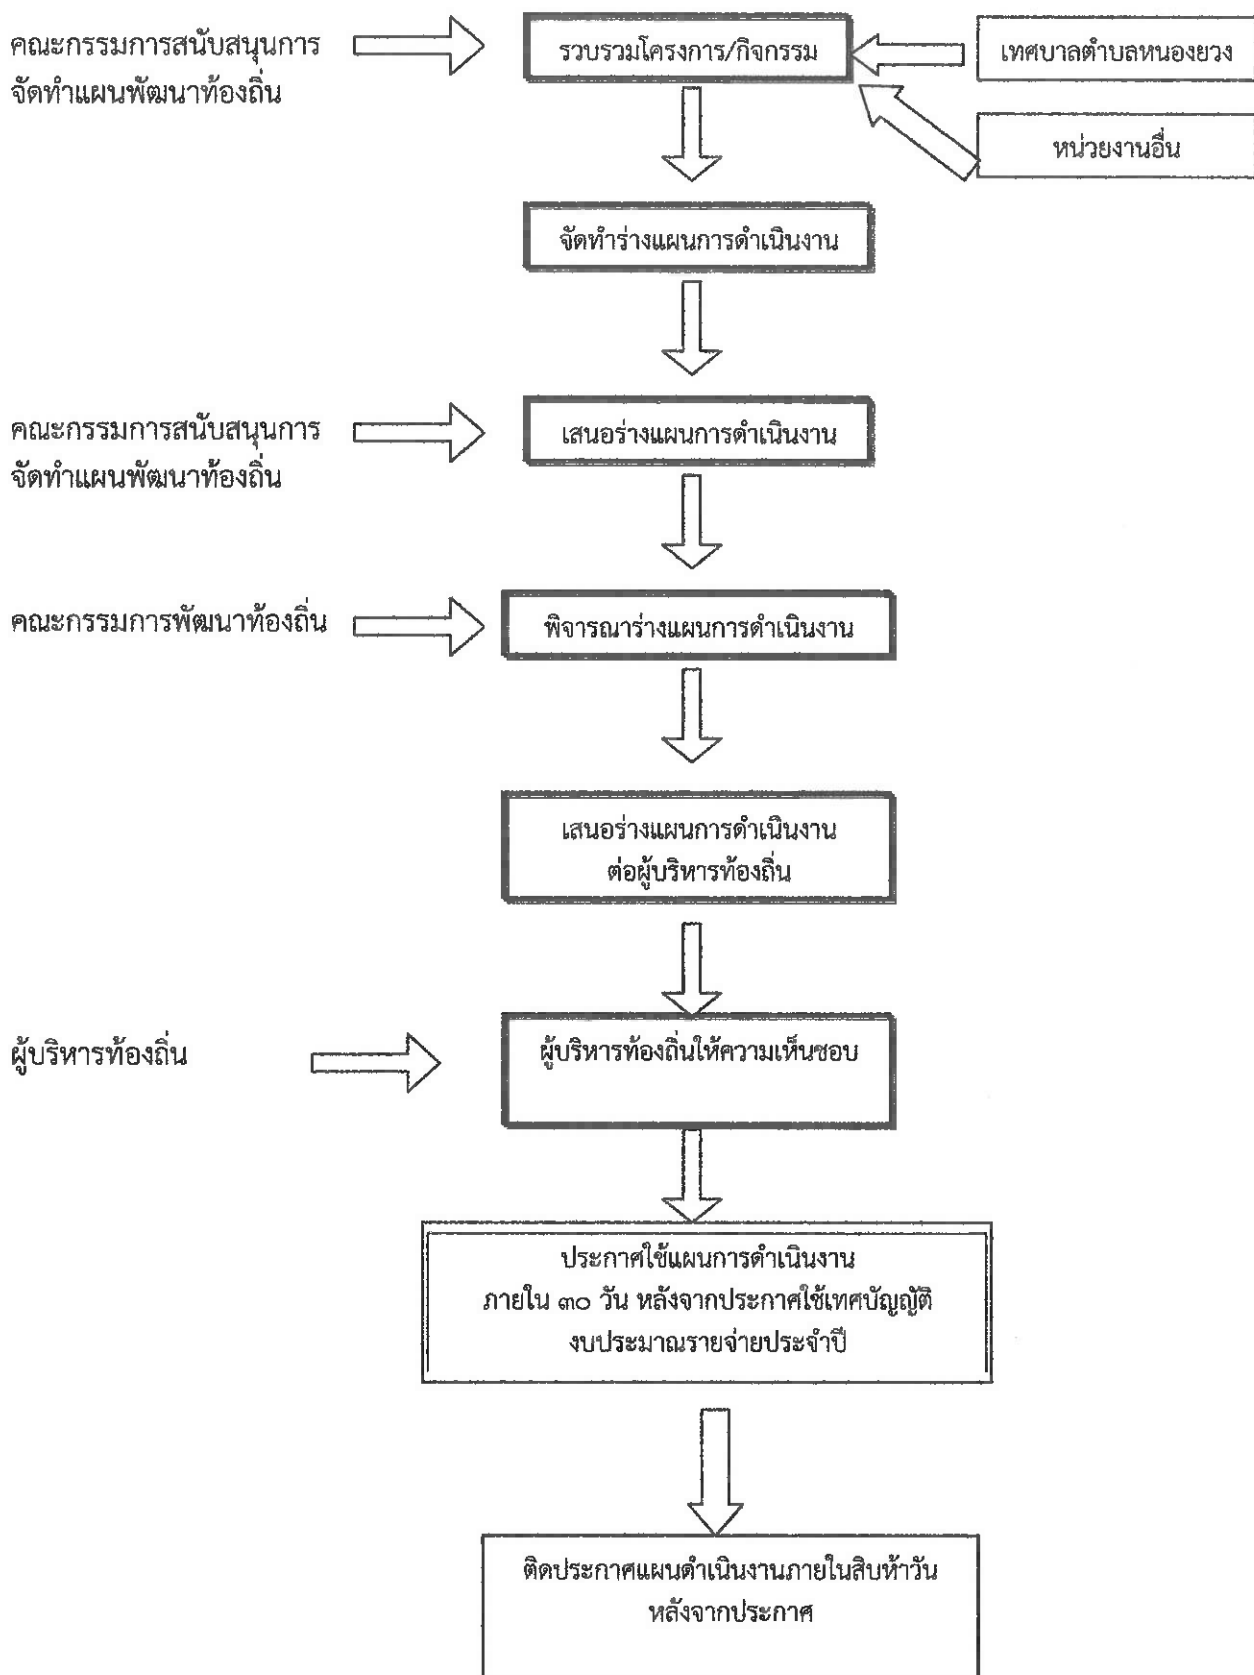 คณะกรรมการสนับสนุนการ
จัดทำแผนพัฒนาท้องถิ่น
รวบรวมโครงการ/กิจกรรม
เทศบาลตำบลหนองยวง
หน่วยงานอื่น
จัดทำร่างแผนการดำเนินงาน
คณะกรรมการสนับสนุนการ
จัดทำแผนพัฒนาท้องถิ่น
เสนอร่างแผนการดำเนินงาน
คณะกรรมการพัฒนาท้องถิ่น
พิจารณาร่างแผนการดำเนินงาน
เสนอร่างแผนการดำเนินงาน
ต่อผู้บริหารท้องถิ่น
ผู้บริหารท้องถิ่น
ผู้บริหารท้องถิ่นให้ความเห็นชอบ
ประกาศใช้แผนการดำเนินงาน
ภายใน ๓๐ วัน หลังจากประกาศใช้เทศบัญญัติ
งบประมาณรายจ่ายประจำปี
ติดประกาศแผนดำเนินงานภายในสิบห้าวัน
หลังจากประกาศ